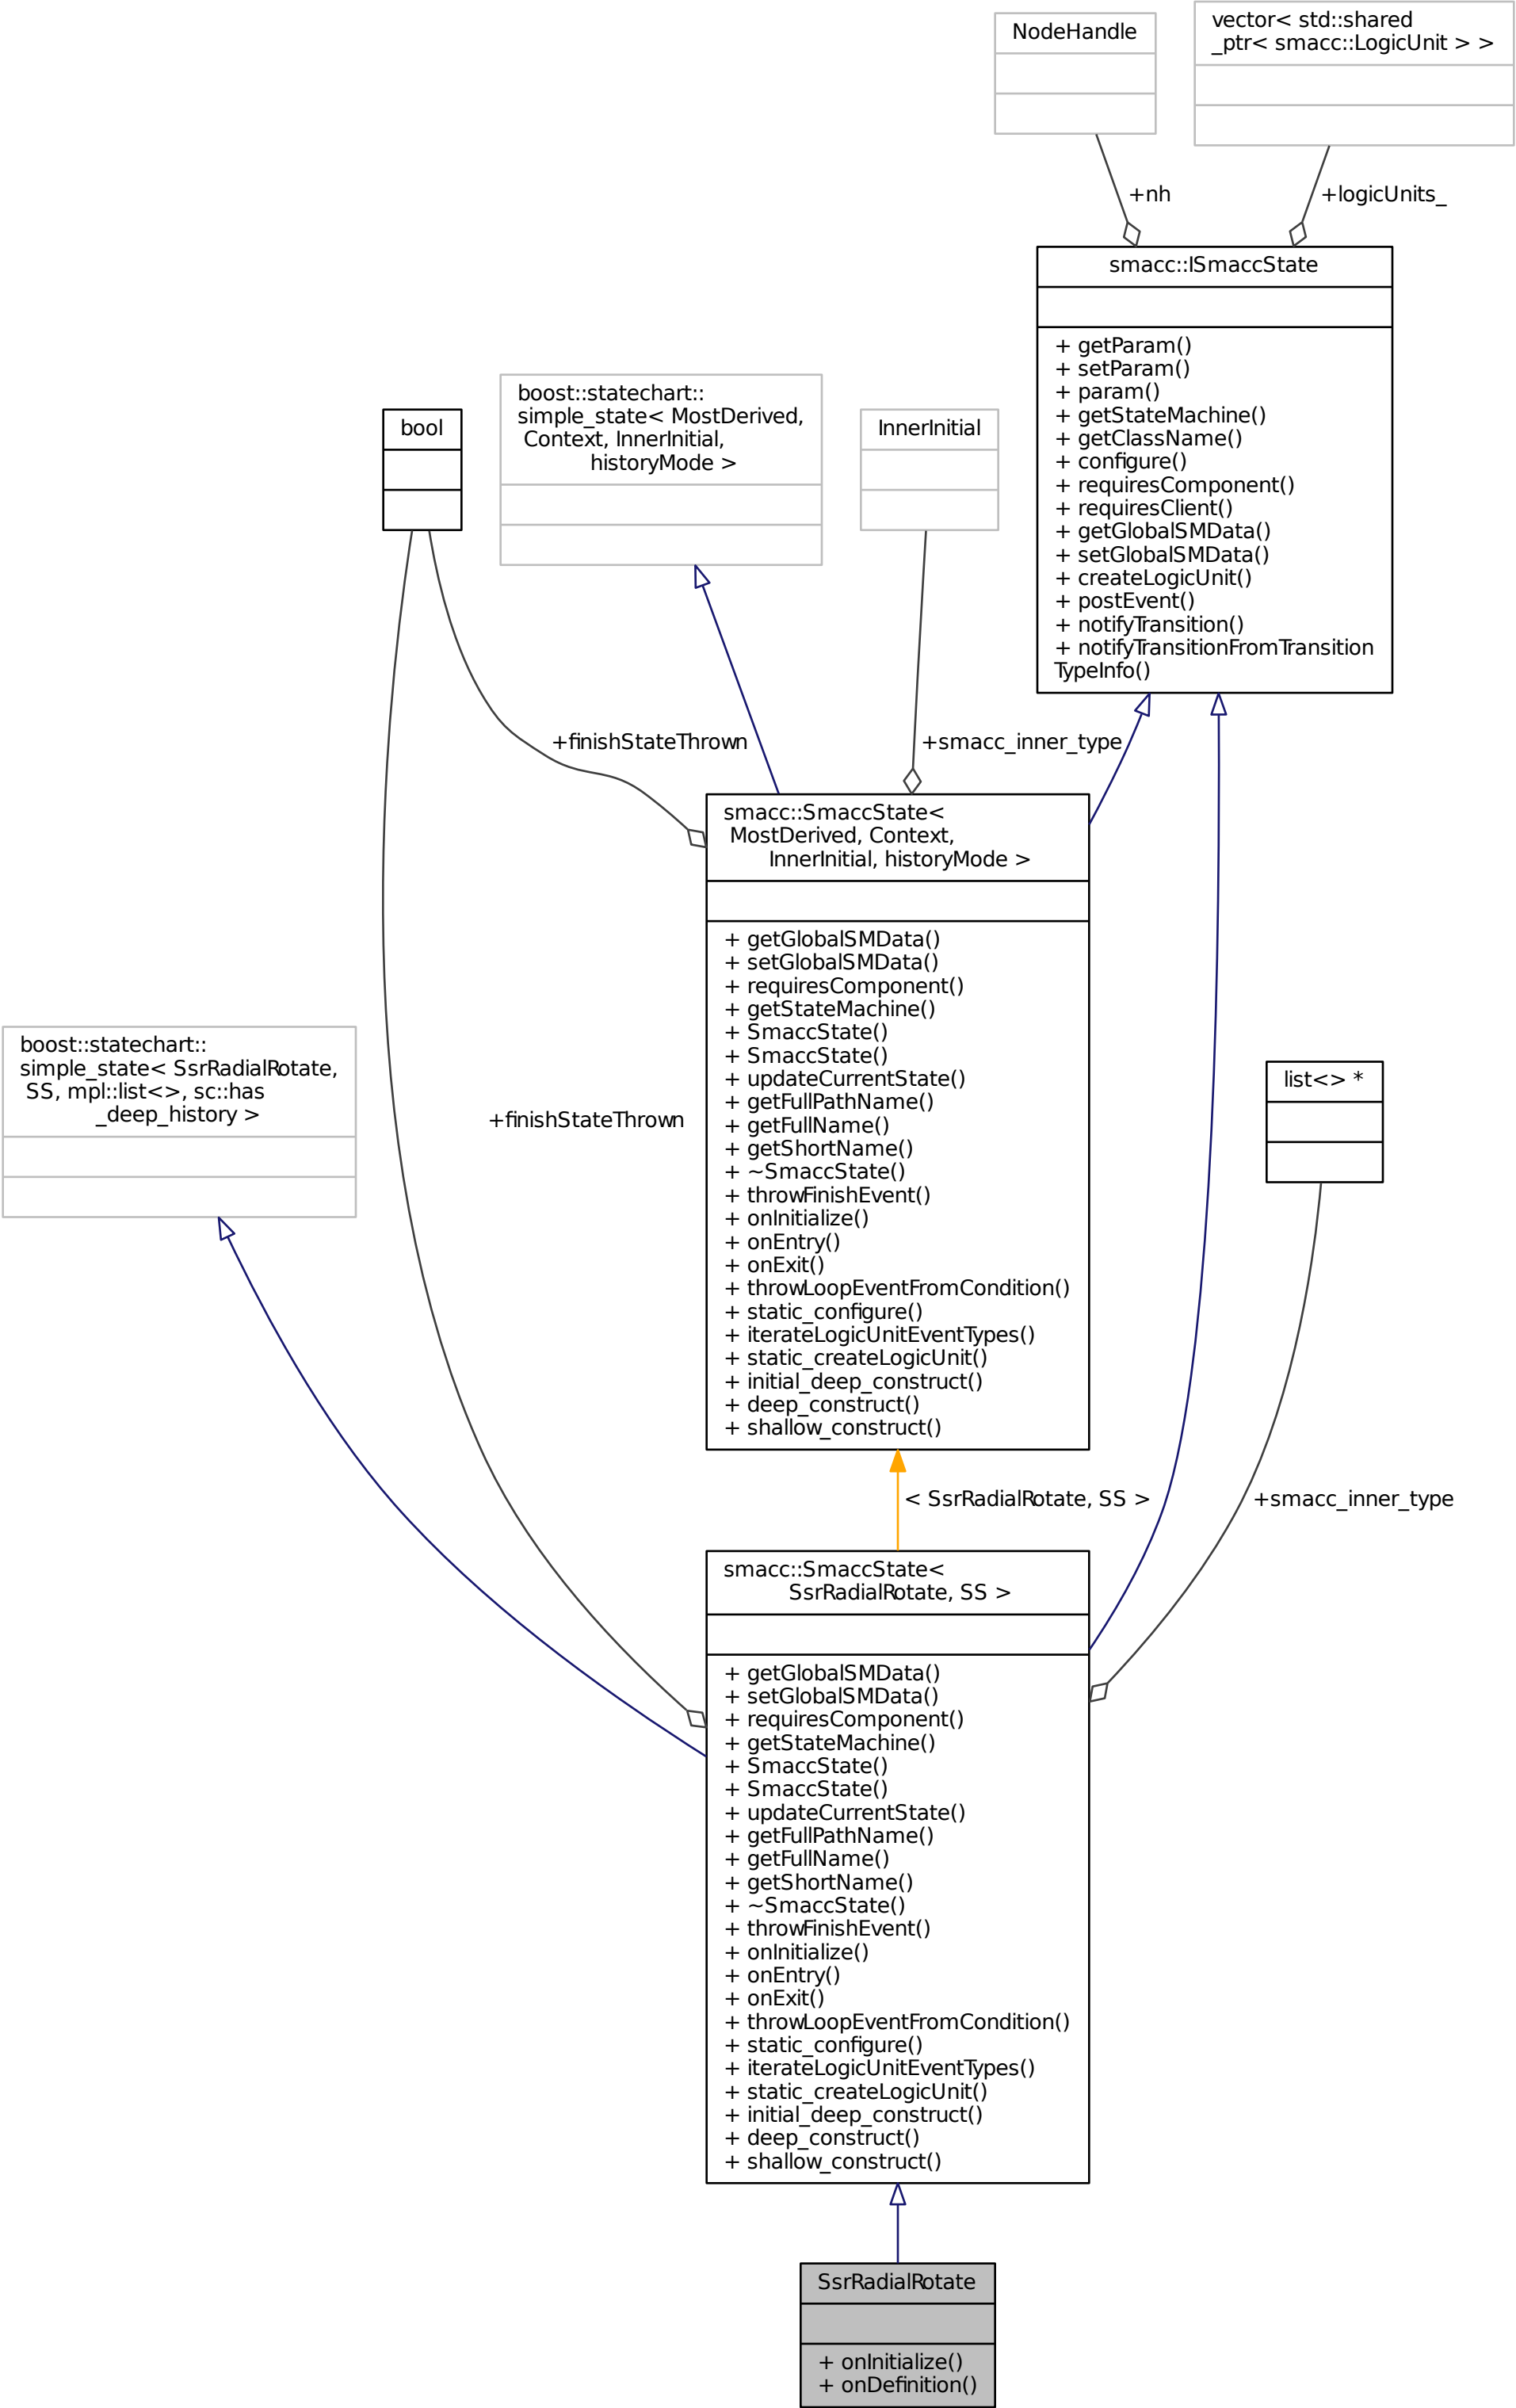 NodeHandle
vector< std::shared
_ptr< smacc::LogicUnit > >
+nh
+logicUnits_
smacc::ISmaccState
+ getParam()
+ setParam()
+ param()
+ getStateMachine()
+ getClassName()
+ configure()
+ requiresComponent()
+ requiresClient()
+ getGlobalSMData()
+ setGlobalSMData()
+ createLogicUnit()
+ postEvent()
+ notifyTransition()
+ notifyTransitionFromTransition
TypeInfo()
bool
boost::statechart::
simple_state< MostDerived,
Context, InnerInitial,
historyMode >
InnerInitial
+finishStateThrown
+smacc_inner_type
smacc::SmaccState<
MostDerived, Context,
InnerInitial, historyMode >
+ getGlobalSMData()
+ setGlobalSMData()
+ requiresComponent()
+ getStateMachine()
+ SmaccState()
+ SmaccState()
+ updateCurrentState()
+ getFullPathName()
+ getFullName()
+ getShortName()
+ ~SmaccState()
+ throwFinishEvent()
+ onInitialize()
+ onEntry()
+ onExit()
+ throwLoopEventFromCondition()
+ static_configure()
+ iterateLogicUnitEventTypes()
+ static_createLogicUnit()
+ initial_deep_construct()
+ deep_construct()
+ shallow_construct()
boost::statechart::
simple_state< SsrRadialRotate,
SS, mpl::list<>, sc::has
_deep_history >
+finishStateThrown
list<> *
< SsrRadialRotate, SS >
+smacc_inner_type
smacc::SmaccState<
SsrRadialRotate, SS >
+ getGlobalSMData()
+ setGlobalSMData()
+ requiresComponent()
+ getStateMachine()
+ SmaccState()
+ SmaccState()
+ updateCurrentState()
+ getFullPathName()
+ getFullName()
+ getShortName()
+ ~SmaccState()
+ throwFinishEvent()
+ onInitialize()
+ onEntry()
+ onExit()
+ throwLoopEventFromCondition()
+ static_configure()
+ iterateLogicUnitEventTypes()
+ static_createLogicUnit()
+ initial_deep_construct()
+ deep_construct()
+ shallow_construct()
SsrRadialRotate
+ onInitialize()
+ onDefinition()